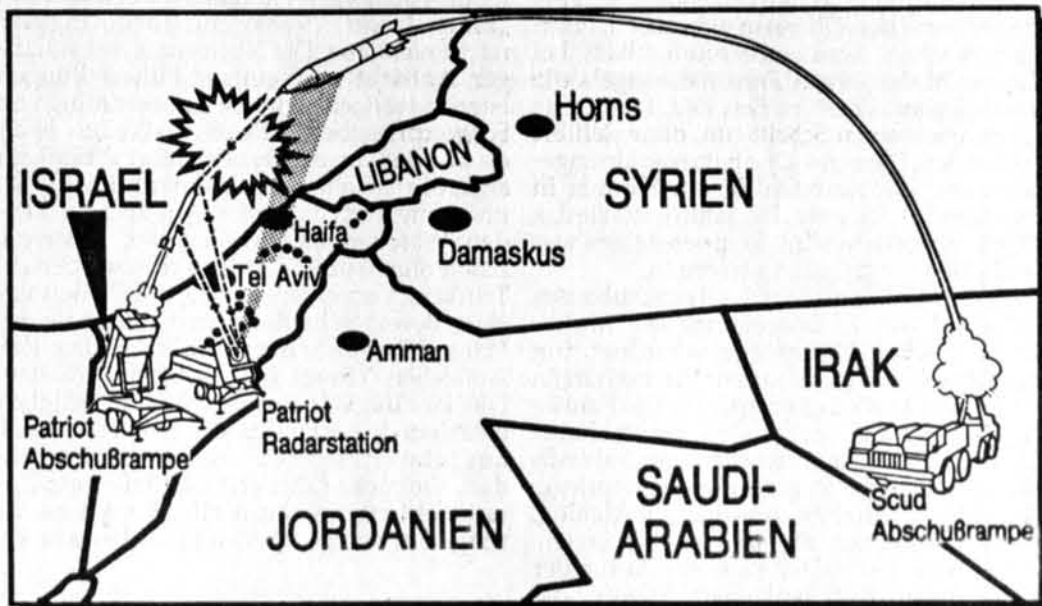 Homs
LIBANON
ISRAEL
SYRIEN
Haifa
Damaskus
Tel Aviv
Amman
IRAK
Patriot
Abschußrampe
Patriot
Radarstation
Scud
Abschußrampe
JORDANIEN
SAUDI-
ARABIEN